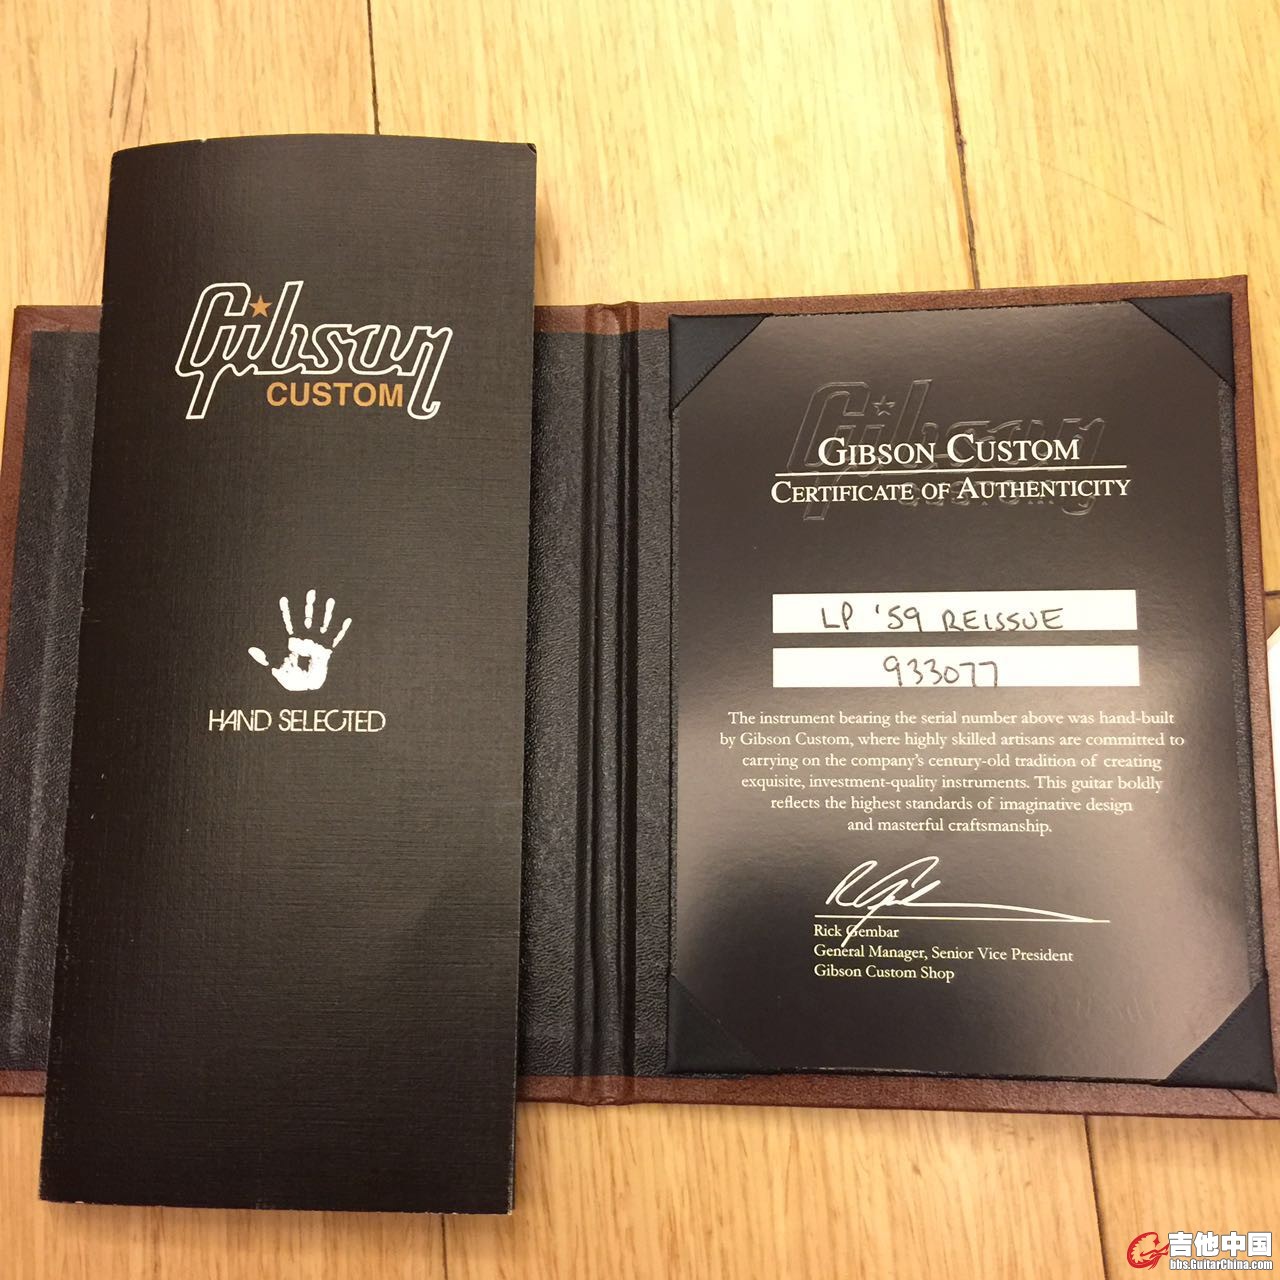 Gibson
CUSTOM
HAND SELECTED
Gibson
CUSTOM
GIBSON CUSTOM
CERTIFICATE OF AUTHENTICITY
LP '59 REISSUE
933077
The instrument bearing the serial number above was hand-built
by Gibson Custom, where highly skilled artisans are committed to
carrying on the company's century-old tradition of creating
exquisite, investment-quality instruments. This guitar boldly
reflects the highest standards of imaginative design
and masterful craftsmanship.
Rick Gembar
General Manager, Senior Vice President
Gibson Custom Shop
吉他中国
bbs.GuitarChina.com